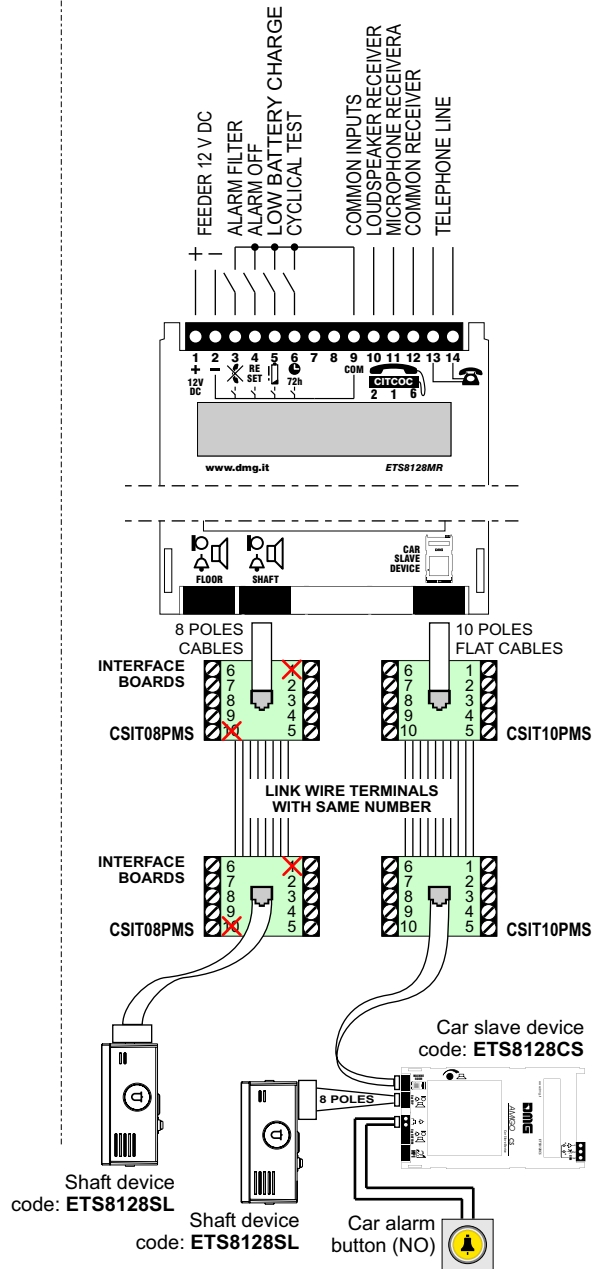 FEEDER 12 V DC
ALARM FILTER
ALARM OFF
LOW BATTERY CHARGE
CYCLICAL TEST
COMMON INPUTS
LOUDSPEAKER RECEIVER
MICROPHONE RECEIVERA
COMMON RECEIVER
TELEPHONE LINE
+ −
1 2 3 4 5 6 7 8 9 10 11 12 13 14
+ − RE SET 72h COM
12V DC
CITCOC
2 1 6
www.dmg.it ETS8128MR
FLOOR SHAFT
CAR
SLAVE
DEVICE
8 POLES
CABLES
10 POLES
FLAT CABLES
INTERFACE
BOARDS
CSIT08PMS
6 1
7 2
8 3
9 4
10 5
6 1
7 2
8 3
9 4
10 5
CSIT10PMS
LINK WIRE TERMINALS
WITH SAME NUMBER
INTERFACE
BOARDS
CSIT08PMS
6 1
7 2
8 3
9 4
10 5
6 1
7 2
8 3
9 4
10 5
CSIT10PMS
Car slave device
code: ETS8128CS
8 POLES
DMG
AMIGO CS
Shaft device
code: ETS8128SL
Shaft device
code: ETS8128SL
Car alarm
button (NO)